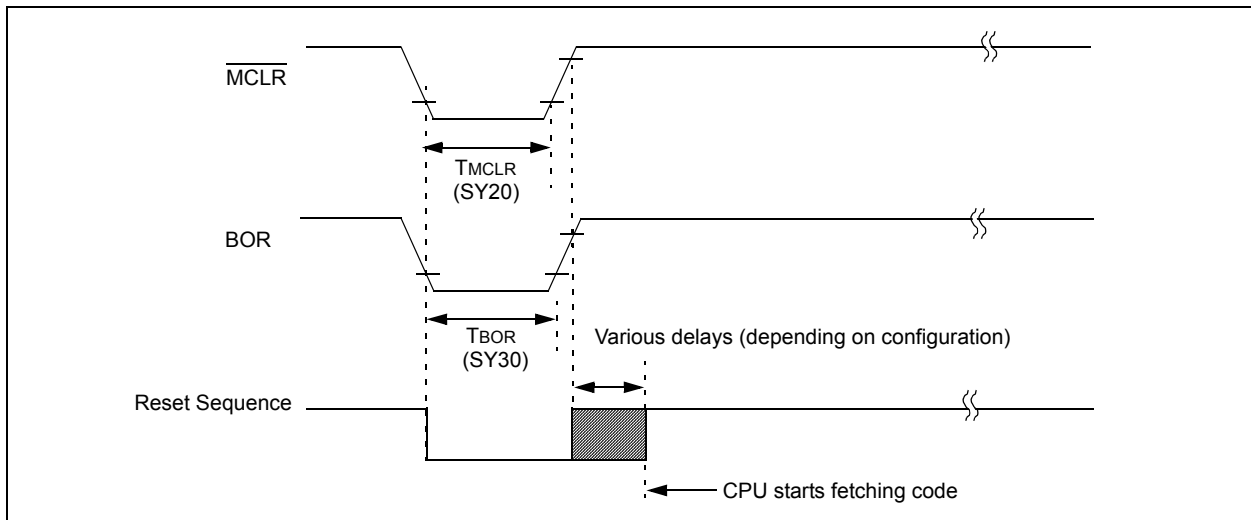 MCLR
TMCLR
(SY20)
BOR
TBOR
(SY30)
Various delays (depending on configuration)
Reset Sequence
CPU starts fetching code